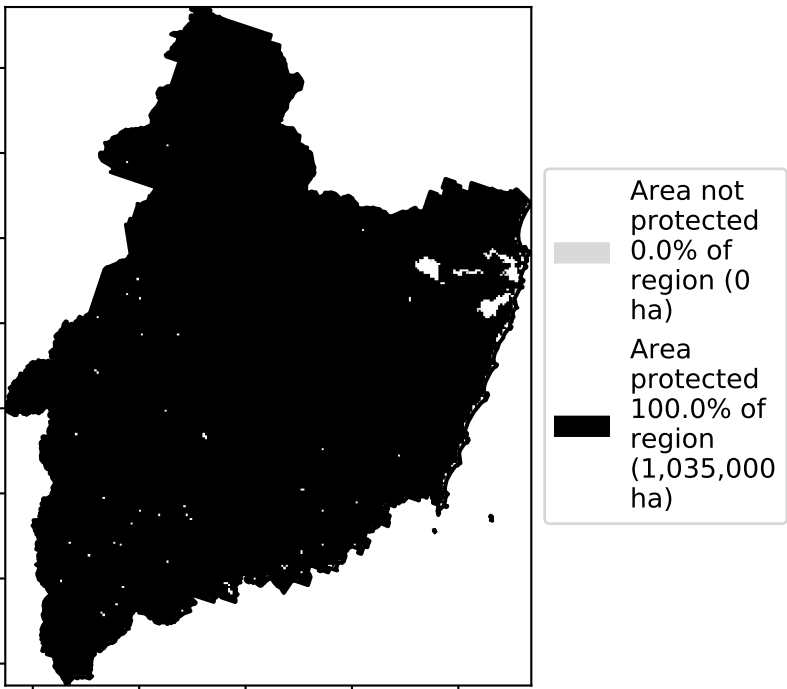 Area not
protected
0.0% of
region (0
ha)
Area
protected
100.0% of
region
(1,035,000
ha)